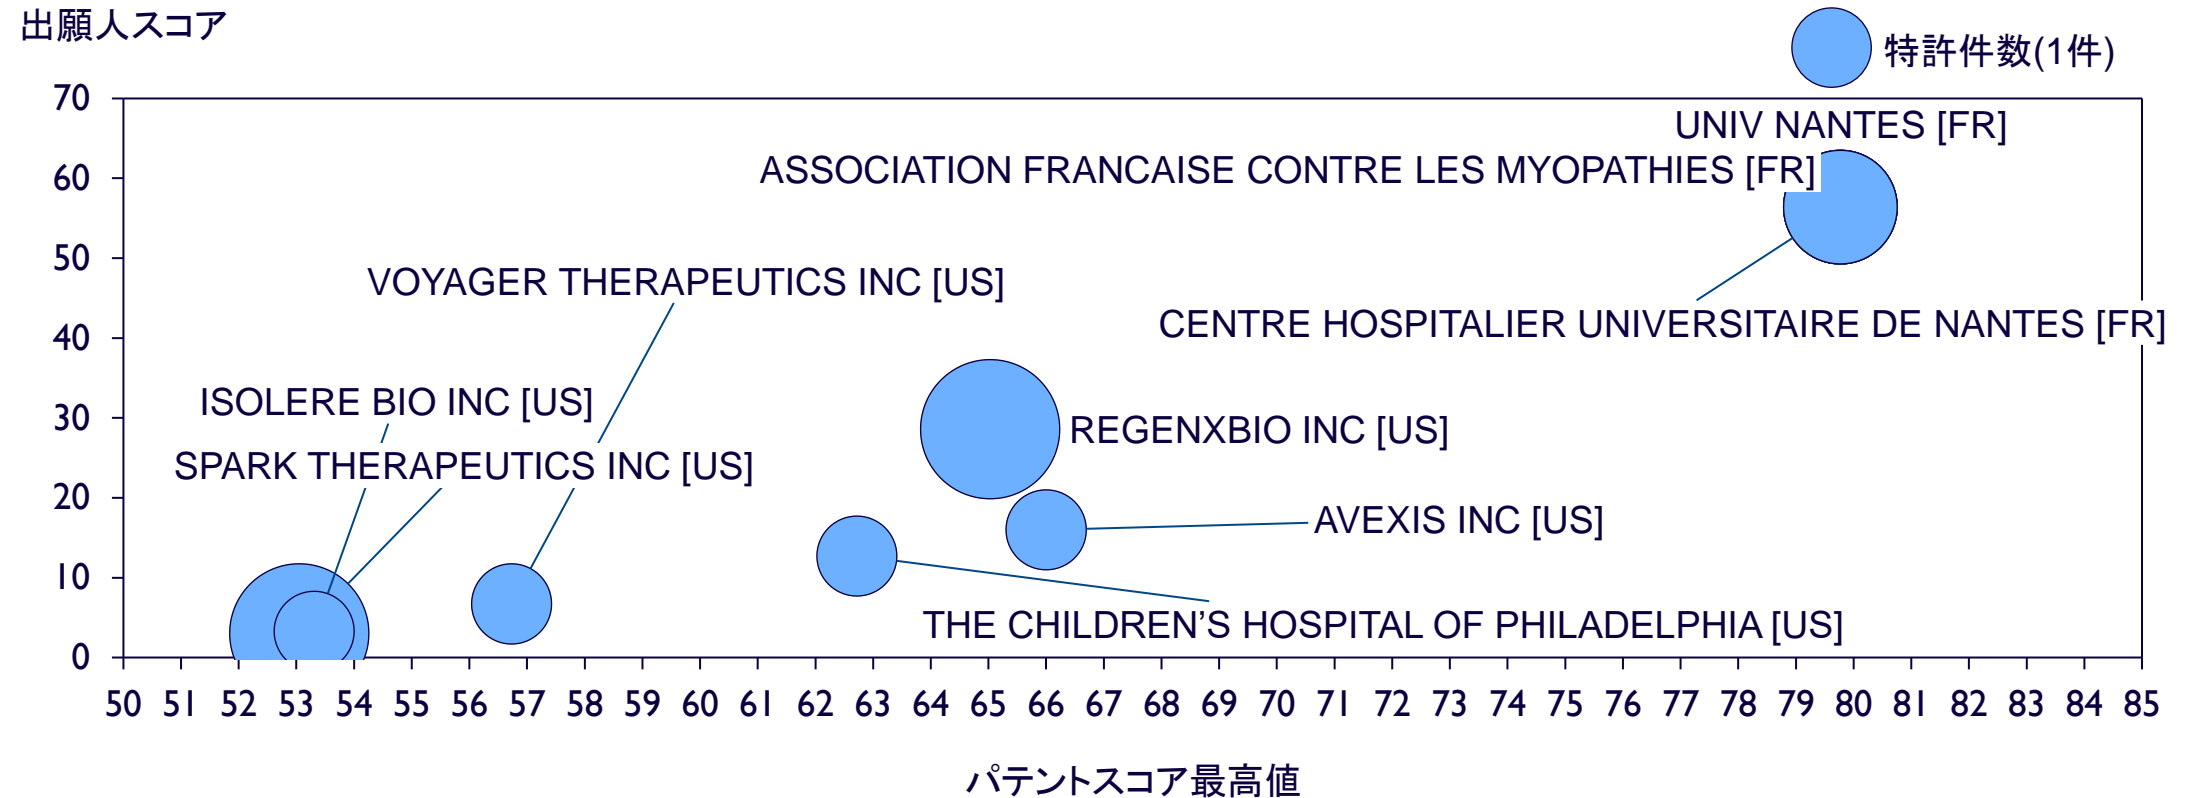 出願人スコア
特許件数(1件)
70
60
50
40
30
20
10
0
UNIV NANTES [FR]
ASSOCIATION FRANCAISE CONTRE LES MYOPATHIES [FR]
VOYAGER THERAPEUTICS INC [US]
CENTRE HOSPITALIER UNIVERSITAIRE DE NANTES [FR]
ISOLERE BIO INC [US]
REGENXBIO INC [US]
SPARK THERAPEUTICS INC [US]
AVEXIS INC [US]
THE CHILDREN’S HOSPITAL OF PHILADELPHIA [US]
50 51 52 53 54 55 56 57 58 59 60 61 62 63 64 65 66 67 68 69 70 71 72 73 74 75 76 77 78 79 80 81 82 83 84 85
パテントスコア最高値